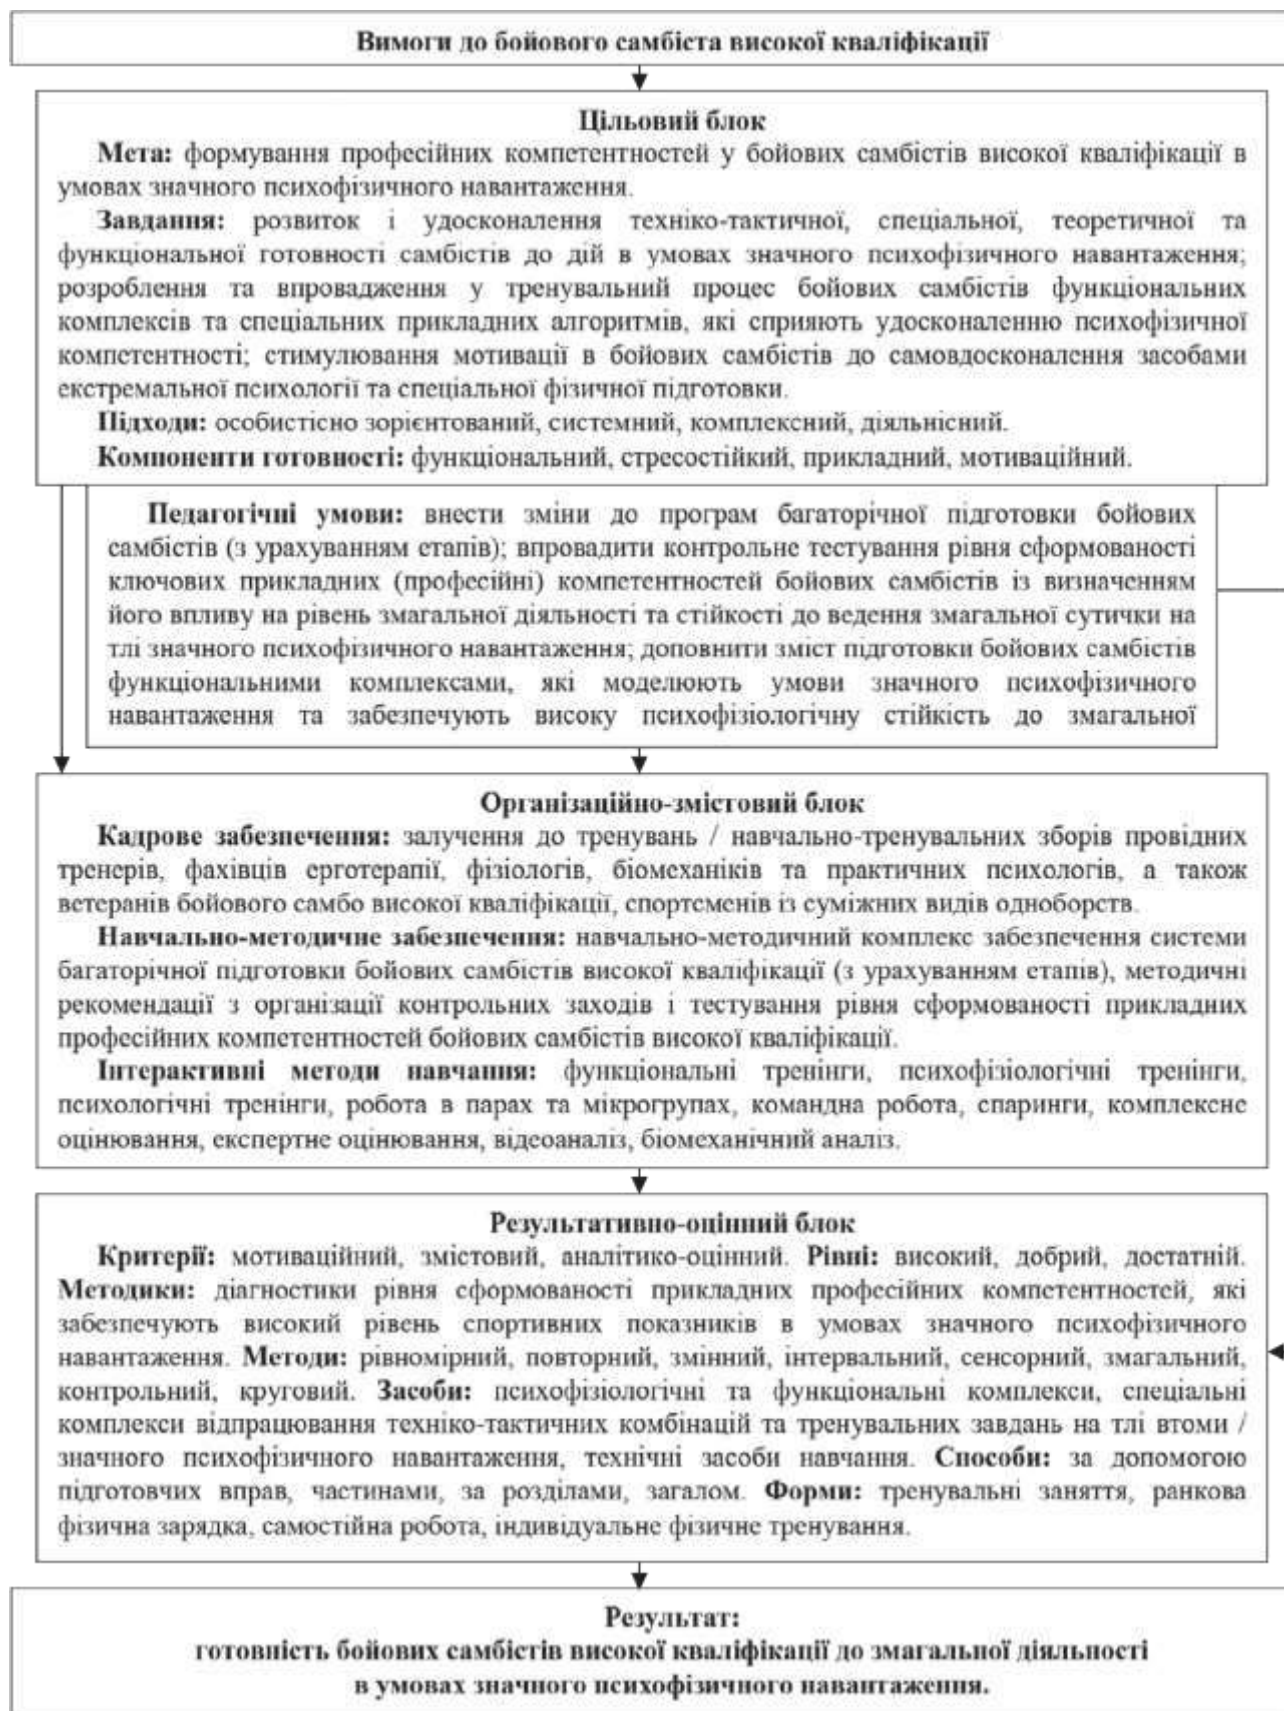 Вимоги до бойового самбіста високої кваліфікації
Цільовий блок
Мета: формування професійних компетентностей у бойових самбістів високої кваліфікації в
умовах значного психофізичного навантаження.
Завдання: розвиток і удосконалення техніко-тактичної, спеціальної, теоретичної та
функціональної готовності самбістів до дій в умовах значного психофізичного навантаження;
розроблення та впровадження у тренувальний процес бойових самбістів функціональних
комплексів та спеціальних прикладних алгоритмів, які сприяють удосконаленню психофізичної
компетентності; стимулювання мотивації в бойових самбістів до самовдосконалення засобами
екстремальної психології та спеціальної фізичної підготовки.
Підходи: особистісно зорієнтований, системний, комплексний, діяльнісний.
Компоненти готовності: функціональний, стресостійкий, прикладний, мотиваційний.
Педагогічні умови: внести зміни до програм багаторічної підготовки бойових
самбістів (з урахуванням етапів); впровадити контрольне тестування рівня сформованості
ключових прикладних (професійні) компетентностей бойових самбістів із визначенням
його впливу на рівень змагальної діяльності та стійкості до ведення змагальної сутички на
тлі значного психофізичного навантаження; доповнити зміст підготовки бойових самбістів
функціональними комплексами, які моделюють умови значного психофізичного
навантаження та забезпечують високу психофізіологічну стійкість до змагальної
Організаційно-змістовий блок
Кадрове забезпечення: залучення до тренувань / навчально-тренувальних зборів провідних
тренерів, фахівців ерготерапії, фізіологів, біомеханіків та практичних психологів, а також
ветеранів бойового самбо високої кваліфікації, спортсменів із суміжних видів одноборств.
Навчально-методичне забезпечення: навчально-методичний комплекс забезпечення системи
багаторічної підготовки бойових самбістів високої кваліфікації (з урахуванням етапів), методичні
рекомендації з організації контрольних заходів і тестування рівня сформованості прикладних
професійних компетентностей бойових самбістів високої кваліфікації.
Інтерактивні методи навчання: функціональні тренінги, психофізіологічні тренінги,
психологічні тренінги, робота в парах та мікрогрупах, командна робота, спаринги, комплексне
оцінювання, експертне оцінювання, відеоаналіз, біомеханічний аналіз.
Результативно-оцінний блок
Критерії: мотиваційний, змістовий, аналітико-оцінний. Рівні: високий, добрий, достатній.
Методики: діагностики рівня сформованості прикладних професійних компетентностей, які
забезпечують високий рівень спортивних показників в умовах значного психофізичного
навантаження. Методи: рівномірний, повторний, змінний, інтервальний, сенсорний, змагальний,
контрольний, круговий. Засоби: психофізіологічні та функціональні комплекси, спеціальні
комплекси відпрацювання техніко-тактичних комбінацій та тренувальних завдань на тлі втоми /
значного психофізичного навантаження, технічні засоби навчання. Способи: за допомогою
підготовчих вправ, частинами, за розділами, загалом. Форми: тренувальні заняття, ранкова
фізична зарядка, самостійна робота, індивідуальне фізичне тренування.
Результат:
готовність бойових самбістів високої кваліфікації до змагальної діяльності
в умовах значного психофізичного навантаження.